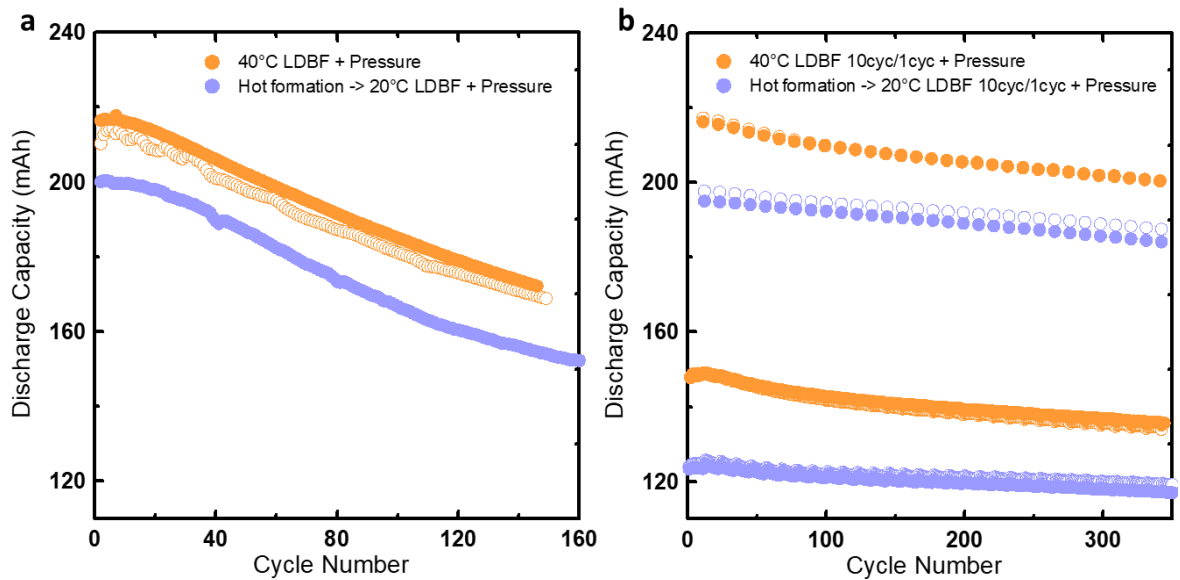 a
240
200
160
120
Discharge Capacity (mAh)
40°C LDBF + Pressure
Hot formation -> 20°C LDBF + Pressure
0
40
80
120
160
Cycle Number
b
240
200
160
120
Discharge Capacity (mAh)
40°C LDBF 10cyc/1cyc + Pressure
Hot formation -> 20°C LDBF 10cyc/1cyc + Pressure
0
100
200
300
Cycle Number